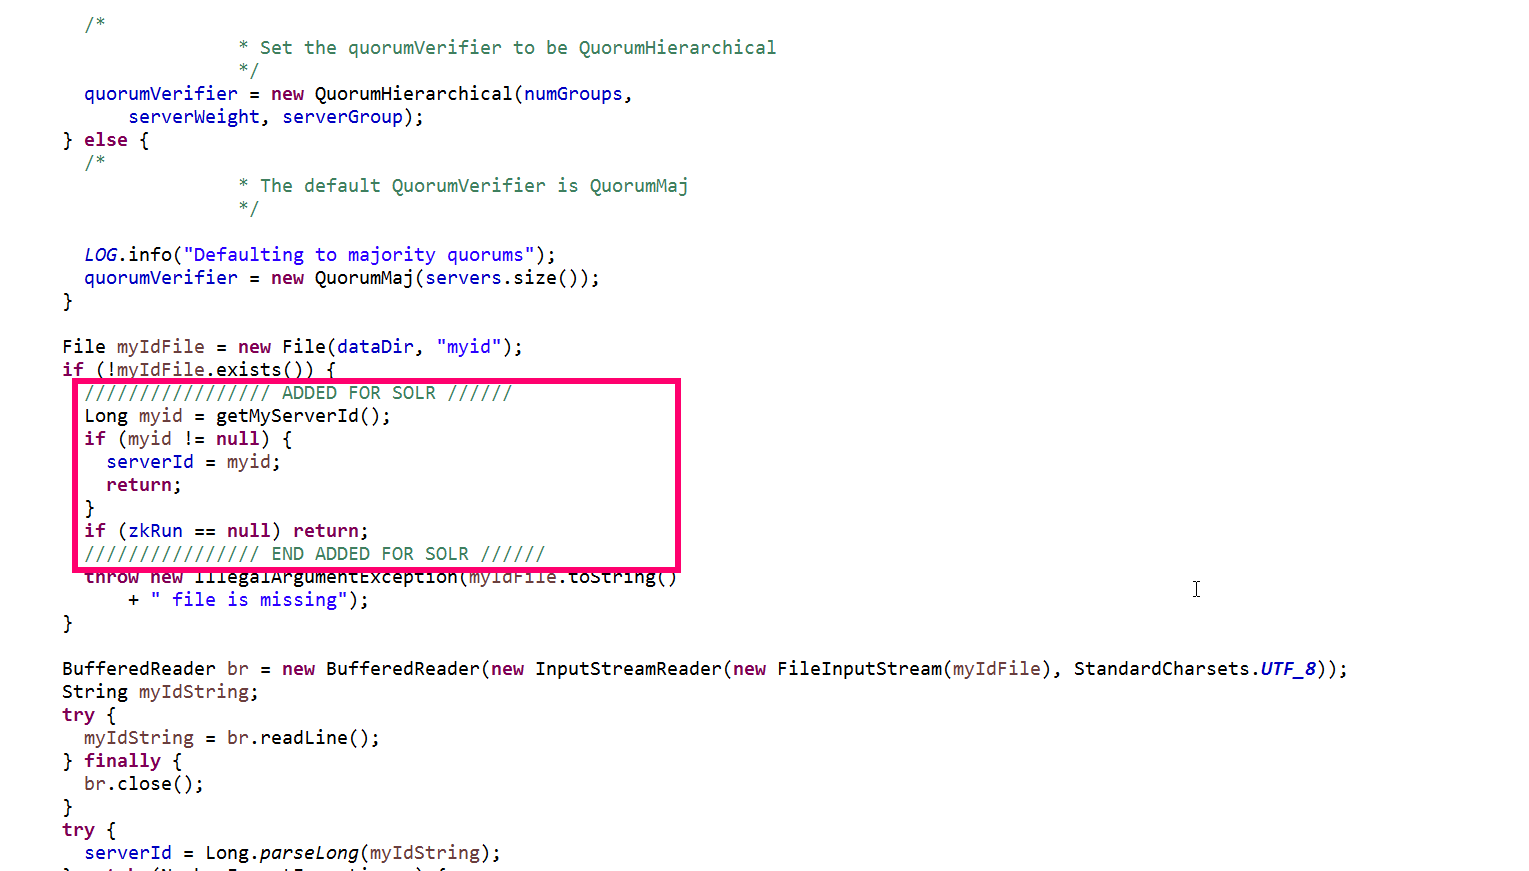 /*
* Set the quorumVerifier to be QuorumHierarchical
*/
quorumVerifier = new QuorumHierarchical(numGroups,
serverWeight, serverGroup);
} else {
/*
* The default QuorumVerifier is QuorumMaj
*/
LOG.info("Defaulting to majority quorums");
quorumVerifier = new QuorumMaj(servers.size());
}
File myIdFile = new File(dataDir, "myid");
if (!myIdFile.exists()) {
///////////////// ADDED FOR SOLR //////
Long myid = getMyServerId();
if (myid != null) {
serverId = myid;
return;
}
if (zkRun == null) return;
//////////////// END ADDED FOR SOLR //////
throw new IllegalArgumentException(myIdFile.toString()
+ " file is missing");
}
BufferedReader br = new BufferedReader(new InputStreamReader(new FileInputStream(myIdFile), StandardCharsets.UTF_8));
String myIdString;
try {
myIdString = br.readLine();
} finally {
br.close();
}
try {
serverId = Long.parseLong(myIdString);